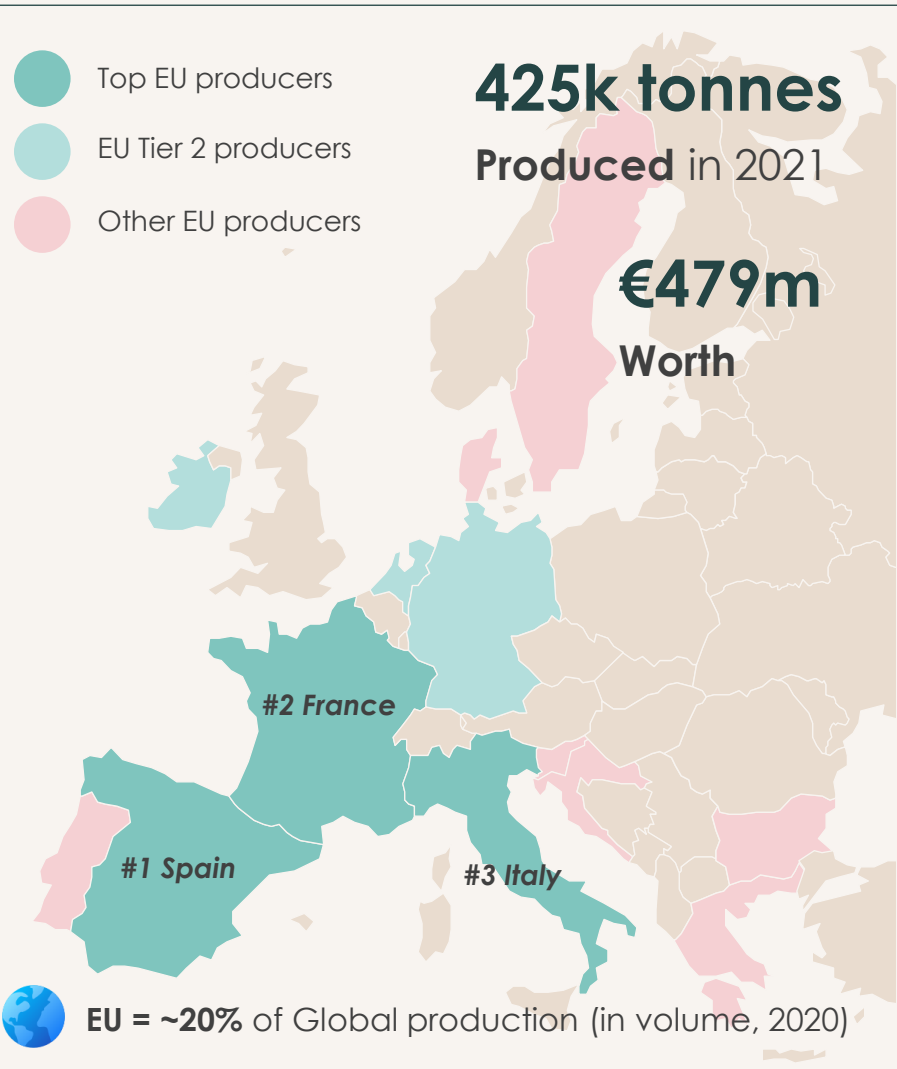 Top EU producers
EU Tier 2 producers
Other EU producers
425k tonnes
Produced in 2021
€479m
Worth
#2 France
#1 Spain
#3 Italy
EU = ~20% of Global production (in volume, 2020)